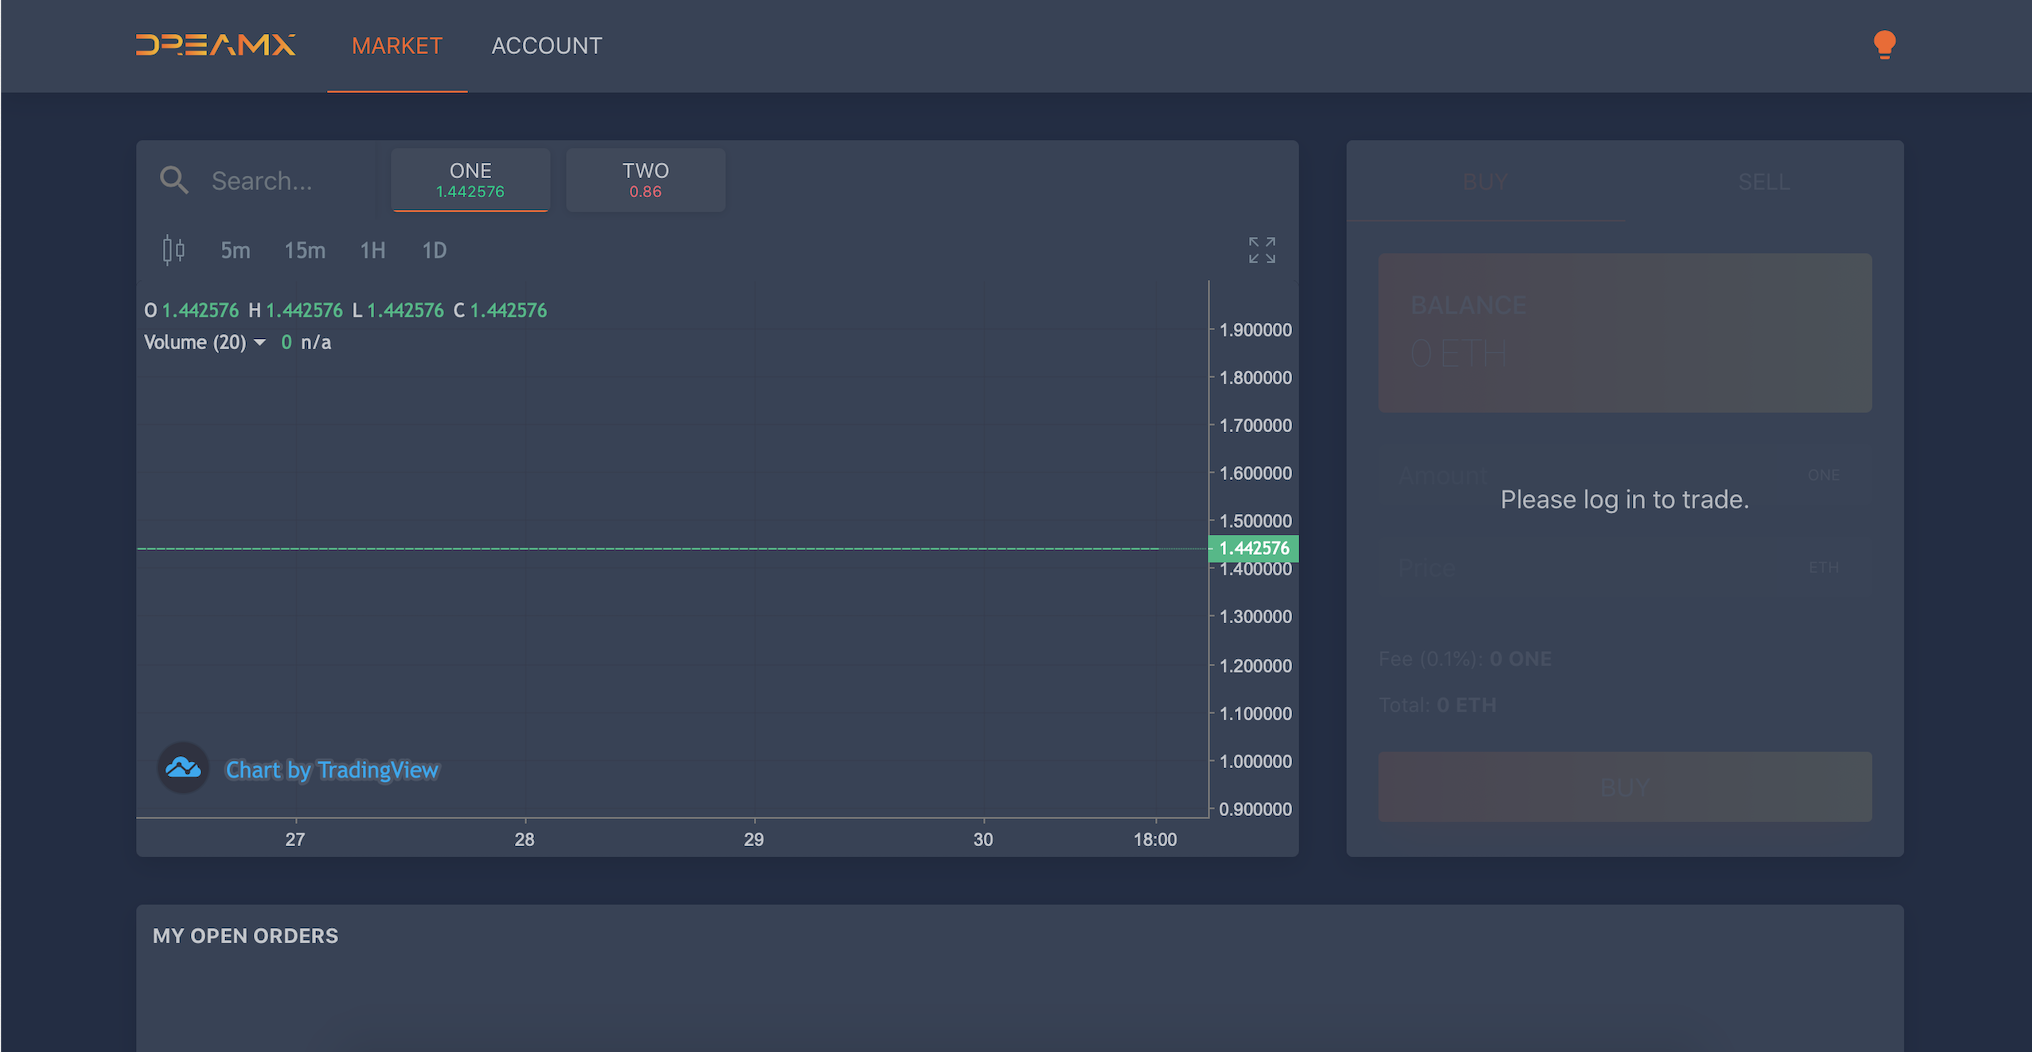 DREAMX MARKET ACCOUNT
Search... ONE TWO
1.442576 0.86
5m 15m 1H 1D
O 1.442576 H 1.442576 L 1.442576 C 1.442576
Volume (20) 0 n/a
1.900000
1.800000
1.700000
1.600000
1.500000
1.442576
1.400000
1.300000
1.200000
1.100000
1.000000
0.900000
Chart by TradingView
27 28 29 30 18:00
BUY SELL
BALANCE
0 ETH
Amount ONE
Please log in to trade.
Price ETH
Fee (0.1%): 0 ONE
Total: 0 ETH
BUY
MY OPEN ORDERS